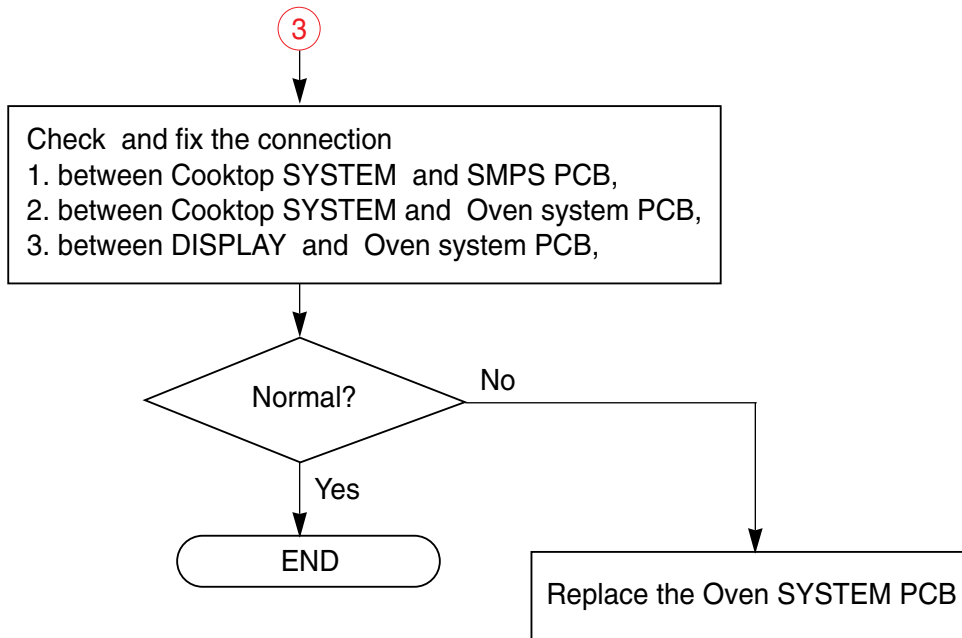 3
Check and fix the connection
1. between Cooktop SYSTEM and SMPS PCB,
2. between Cooktop SYSTEM and Oven system PCB,
3. between DISPLAY and Oven system PCB,
Normal?
No
Yes
END
Replace the Oven SYSTEM PCB